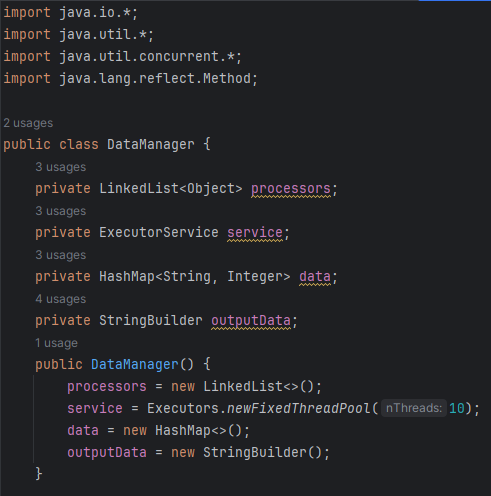 import java.io.*;
import java.util.*;
import java.util.concurrent.*;
import java.lang.reflect.Method;
2 usages
public class DataManager {
3 usages
private LinkedList<Object> processors;
3 usages
private ExecutorService service;
3 usages
private HashMap<String, Integer> data;
4 usages
private StringBuilder outputData;
1 usage
public DataManager() {
processors = new LinkedList<>();
service = Executors.newFixedThreadPool( nThreads: 10);
data = new HashMap<>();
outputData = new StringBuilder();
}